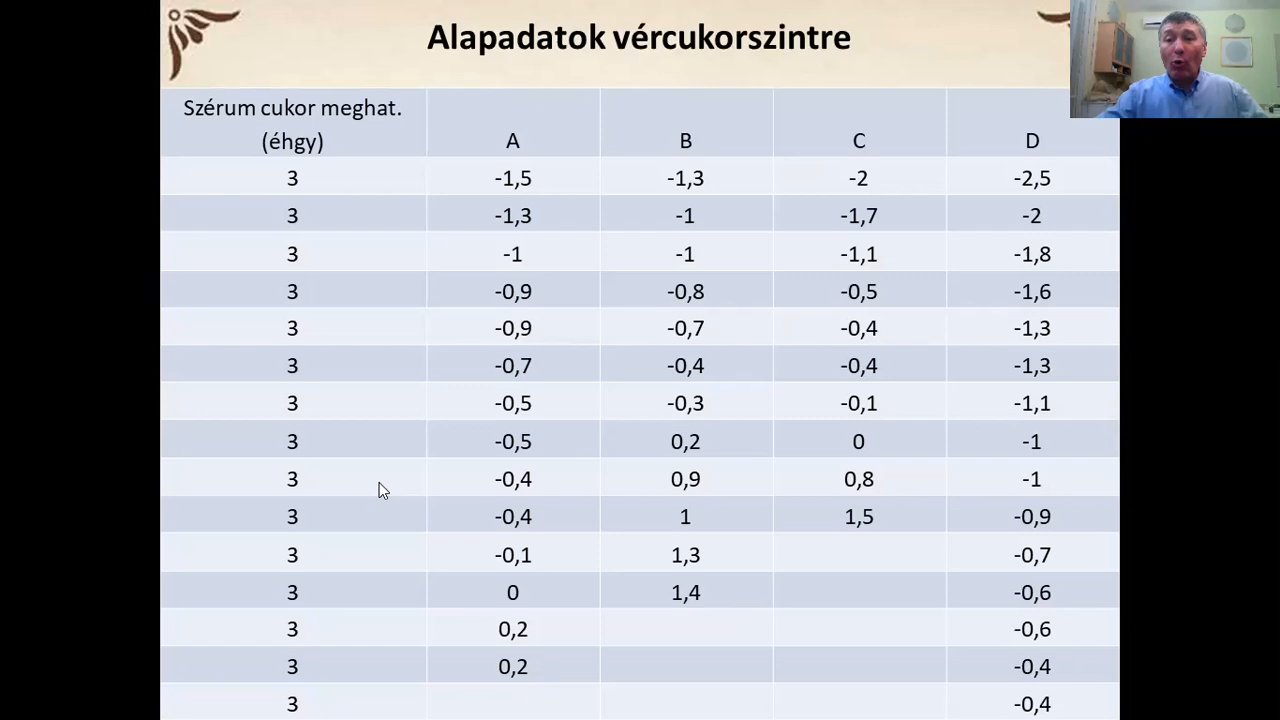 Alapadatok vércukorszintre
Szérum cukor meghat.
(éhgy) A B C D
3 -1,5 -1,3 -2 -2,5
3 -1,3 -1 -1,7 -2
3 -1 -1 -1,1 -1,8
3 -0,9 -0,8 -0,5 -1,6
3 -0,9 -0,7 -0,4 -1,3
3 -0,7 -0,4 -0,4 -1,3
3 -0,5 -0,3 -0,1 -1,1
3 -0,5 0,2 0 -1
3 -0,4 0,9 0,8 -1
3 -0,4 1 1,5 -0,9
3 -0,1 1,3 -0,7
3 0 1,4 -0,6
3 0,2 -0,6
3 0,2 -0,4
3 -0,4